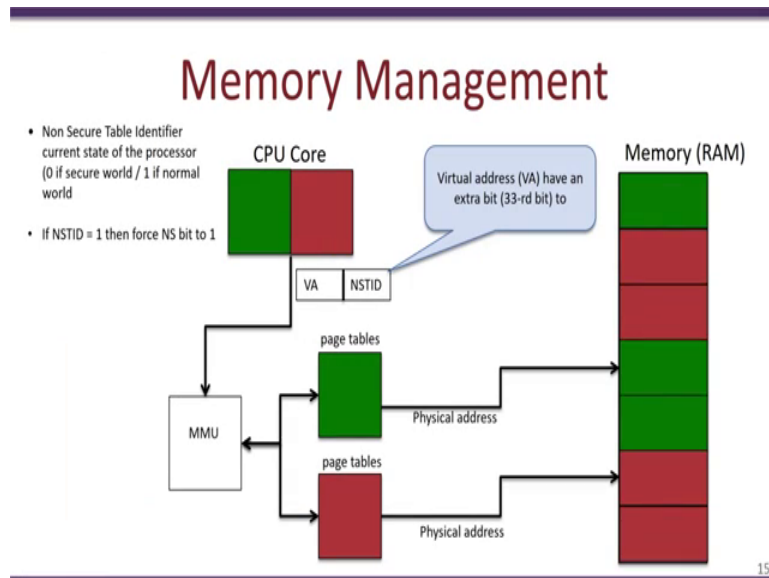 Memory Management
• Non Secure Table Identifier
current state of the processor
(0 if secure world / 1 if normal
world
• If NSTID = 1 then force NS bit to 1
CPU Core
Virtual address (VA) have an
extra bit (33-rd bit) to
Memory (RAM)
VA
NSTID
page tables
Physical address
MMU
page tables
Physical address
15